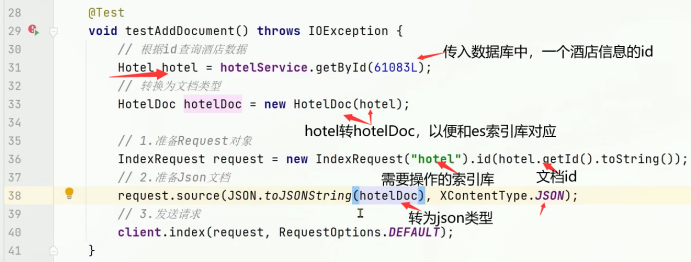 28 @Test
29 void testAddDocument() throws IOException {
30 // 根据id查询酒店数据
传入数据库中，一个酒店信息的id
31 Hotel hotel = hotelService.getById(61083L);
32 // 转换为文档类型
33 HotelDoc hotelDoc = new HotelDoc(hotel);
34
hotel转hotelDoc，以便和es索引库对应
35 // 1.准备Request对象
36 IndexRequest request = new IndexRequest("hotel").id(hotel.getId().toString());
37 // 2.准备Json文档
需要操作的索引库
文档id
38 request.source(JSON.toJSONString(hotelDoc), XContentType.JSON);
39 // 3.发送请求
转为json类型
40 client.index(request, RequestOptions.DEFAULT);
41 }